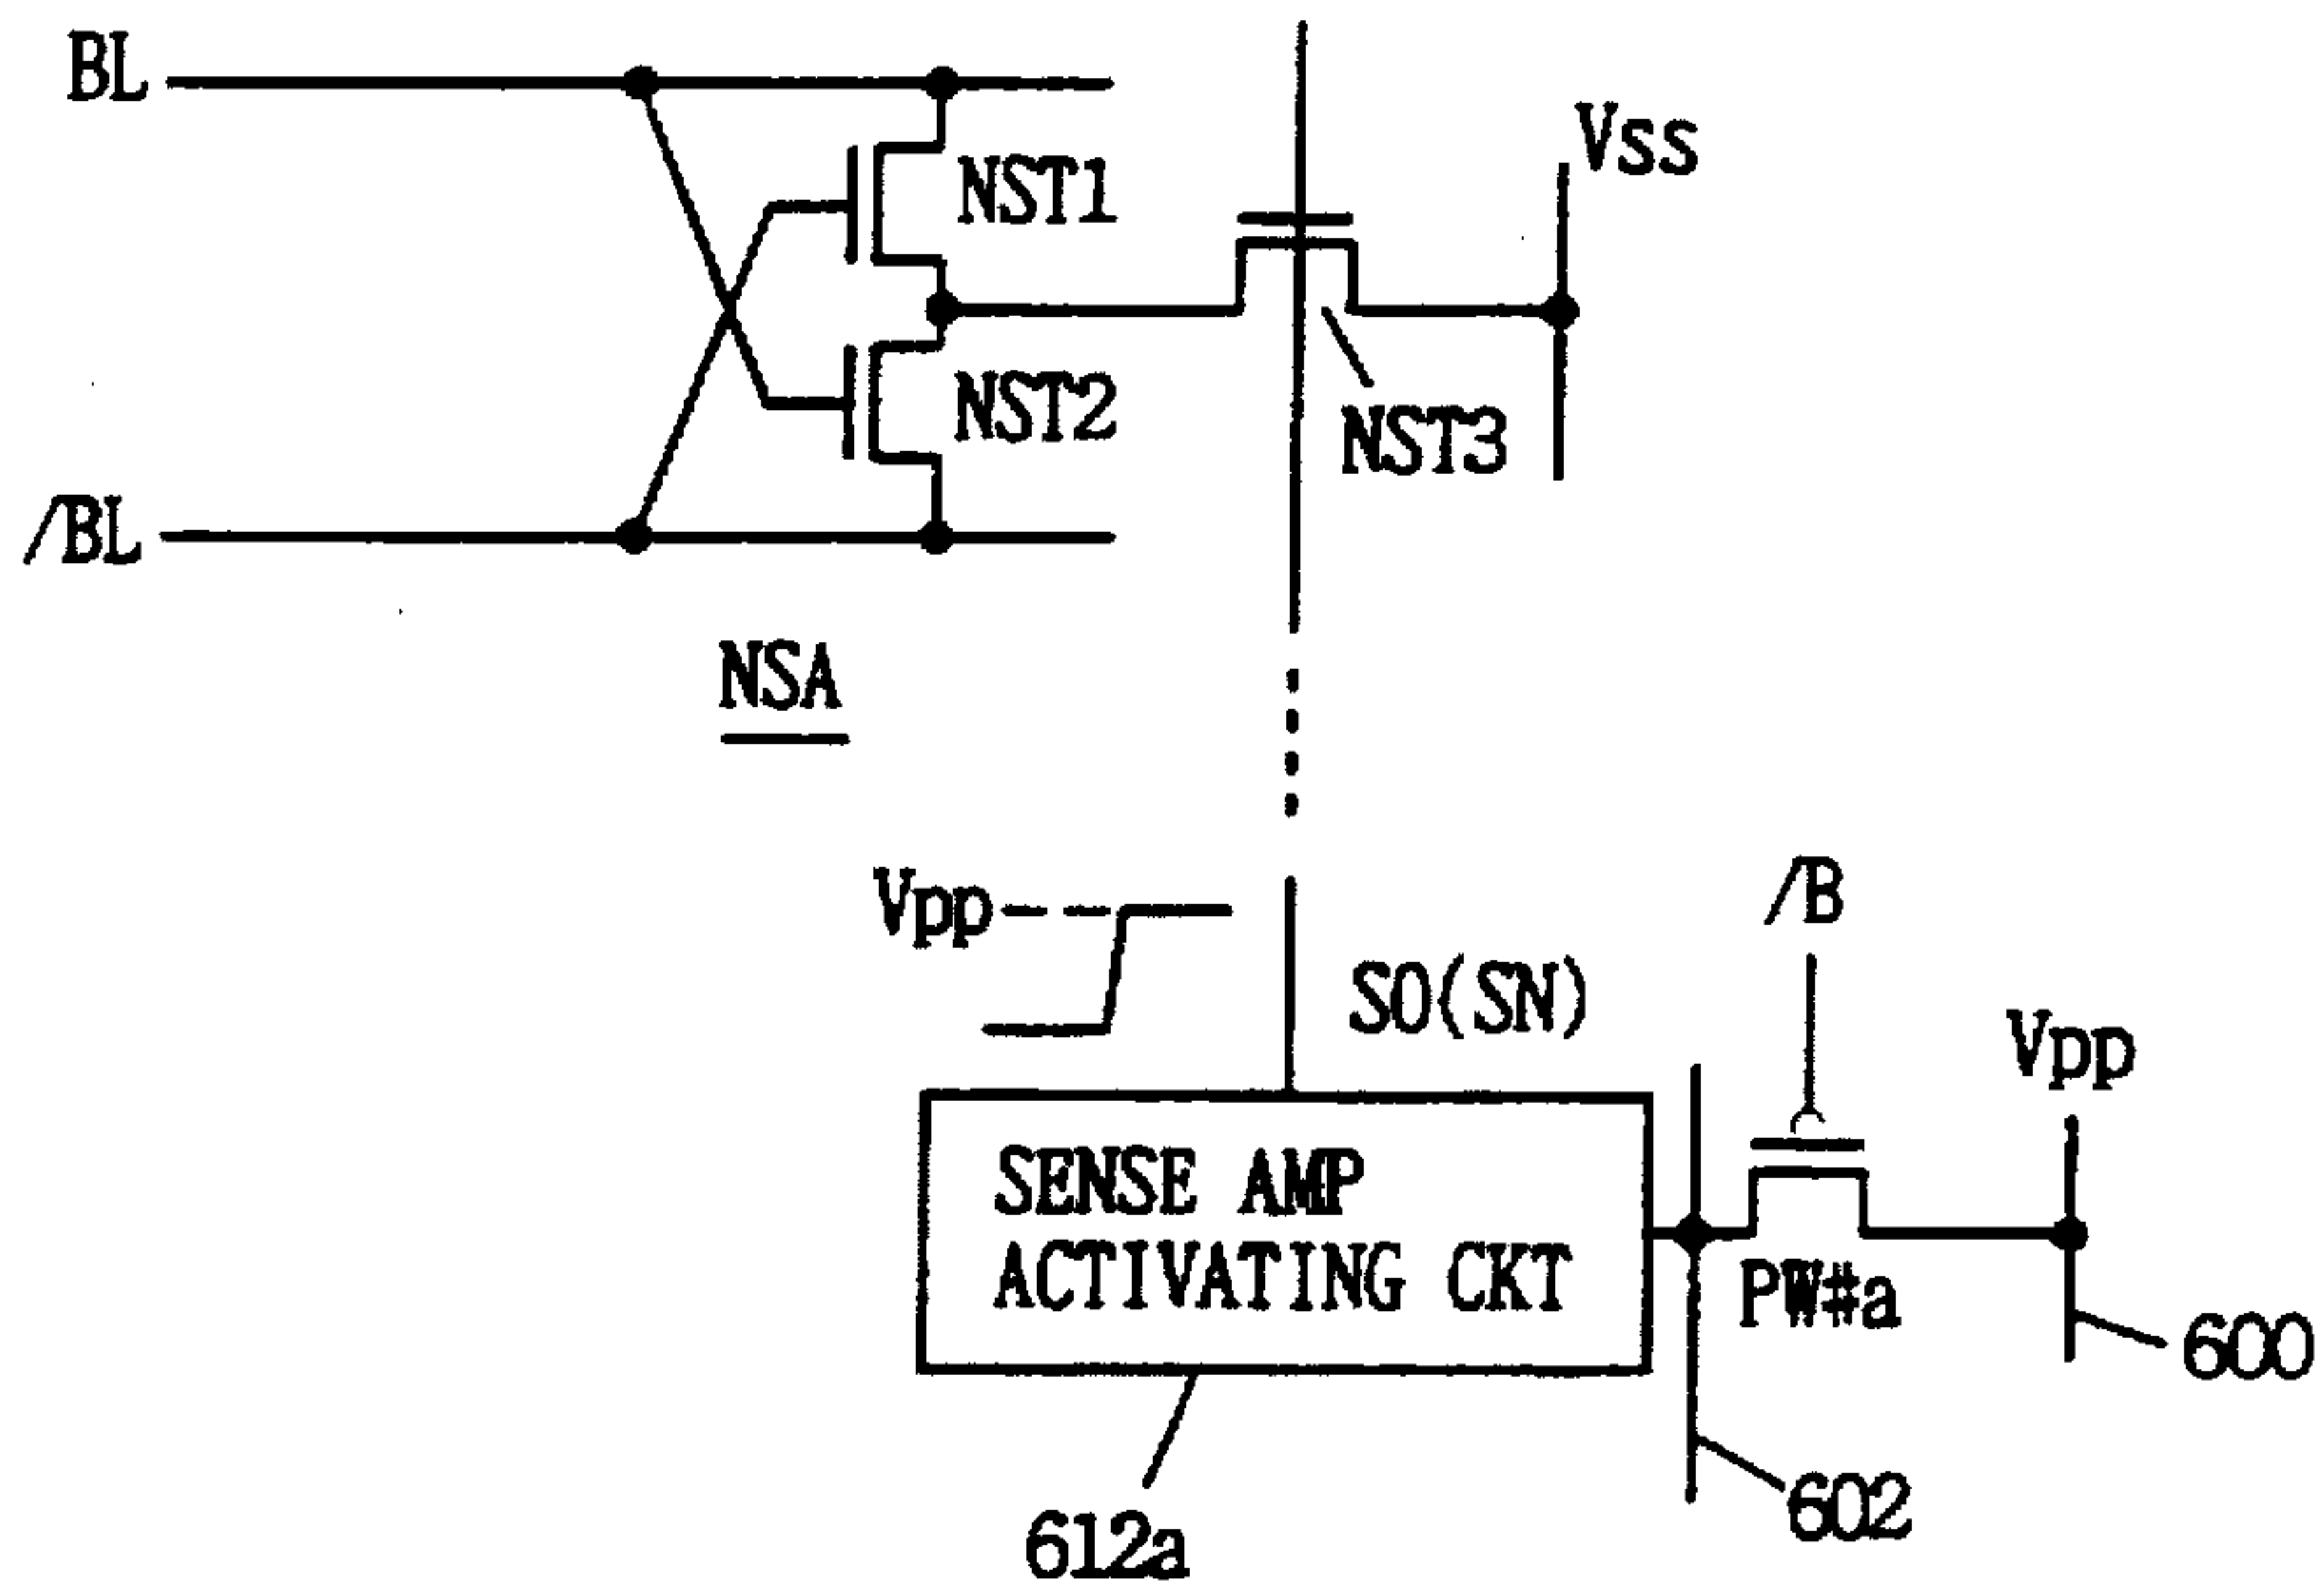 BL
Vss
NST1
NST2
NST3
/BL
NSA
Vpp
/B
SO(SN)
Vpp
SENSE AMP
ACTIVATING CKT
PW#a
600
602
612a